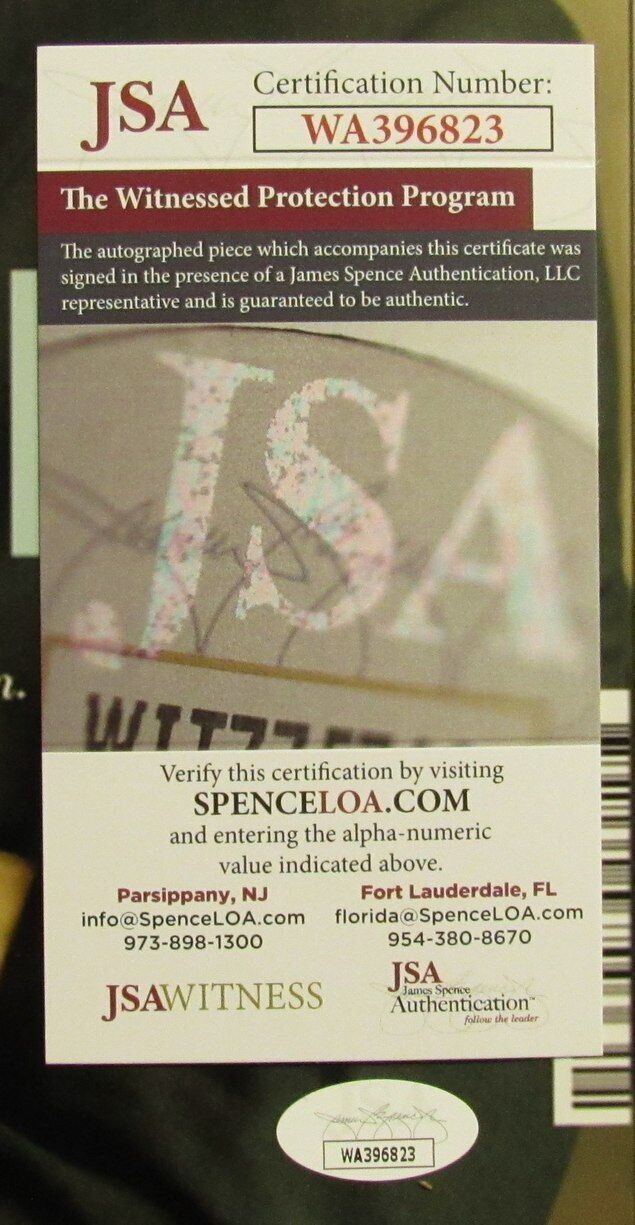 JSA
Certification Number:
WA396823
The Witnessed Protection Program
The autographed piece which accompanies this certificate was
signed in the presence of a James Spence Authentication, LLC
representative and is guaranteed to be authentic.
JSA
n.
Verify this certification by visiting
SPENCELOA.COM
and entering the alpha-numeric
value indicated above.
Parsippany, NJ
info@SpenceLOA.com
973-898-1300
Fort Lauderdale, FL
florida@SpenceLOA.com
954-380-8670
JSAWITNESS
JSA
James Spence
Authentication™
follow the leader
WA396823